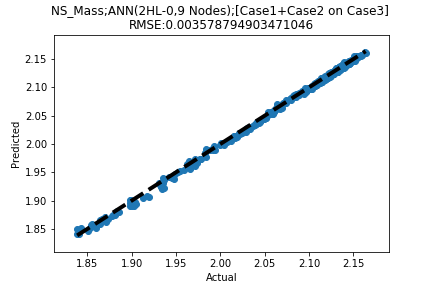 NS_Mass;ANN(2HL-0,9 Nodes);[Case1+Case2 on Case3]
RMSE:0.003578794903471046
2.15
2.10
2.05
2.00
1.95
1.90
1.85
Predicted
1.85 1.90 1.95 2.00 2.05 2.10 2.15
Actual